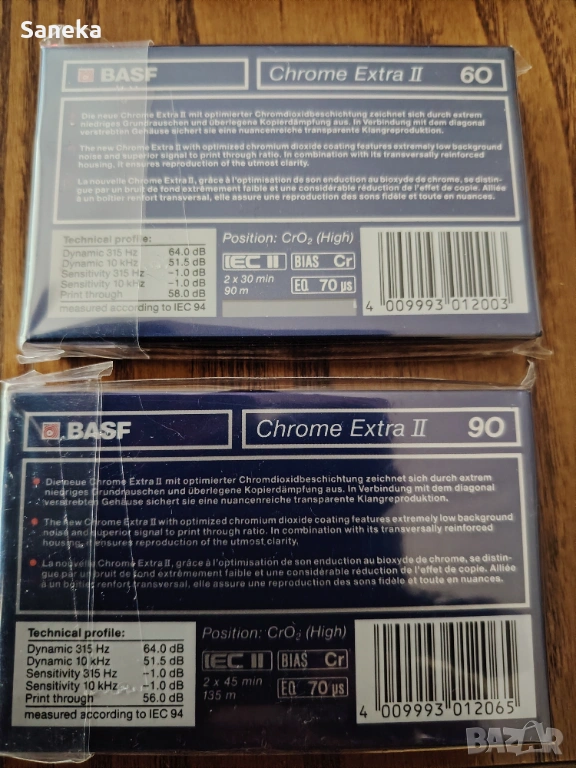 Saneka
BASF
Chrome Extra II
60
Die neue Chrome Extra II mit optimierter Chromdioxidbeschichtung zeichnet sich durch extrem
niedriges Grundrauschen und überlegene Kopierdämpfung aus. In Verbindung mit dem diagonal
verstrebten Gehäuse sichert sie eine nuancenreiche transparente Klangreproduktion.
The new Chrome Extra II with optimized chromium dioxide coating features extremely low background
noise and superior signal to print through ratio. In combination with its transversally reinforced
housing, it ensures reproduction of the utmost clarity.
La nouvelle Chrome Extra II, grâce à l'optimisation de son enduction au bioxyde de chrome, se distin-
gue par un bruit de fond extrêmement faible et une considérable réduction de l'effet de copie. Alliée
à un boîtier renfort transversal, elle assure une reproduction des sons fidèle et toute en nuances.
Technical profile:
Dynamic 315 Hz 64.0 dB
Dynamic 10 kHz 51.5 dB
Sensitivity 315 Hz –1.0 dB
Sensitivity 10 kHz –1.0 dB
Print through 58.0 dB
measured according to IEC 94
Position: CrO₂ (High)
IEC II BIAS Cr
2 x 30 min
90 m
EQ 70 µs
4 009993 012003
BASF
Chrome Extra II
90
Die neue Chrome Extra II mit optimierter Chromdioxidbeschichtung zeichnet sich durch extrem
niedriges Grundrauschen und überlegene Kopierdämpfung aus. In Verbindung mit dem diagonal
verstrebten Gehäuse sichert sie eine nuancenreiche transparente Klangreproduktion.
The new Chrome Extra II with optimized chromium dioxide coating features extremely low background
noise and superior signal to print through ratio. In combination with its transversally reinforced
housing, it ensures reproduction of the utmost clarity.
La nouvelle Chrome Extra II, grâce à l'optimisation de son enduction au bioxyde de chrome, se distin-
gue par un bruit de fond extrêmement faible et une considérable réduction de l'effet de copie. Alliée
à un boîtier renfort transversal, elle assure une reproduction des sons fidèle et toute en nuances.
Technical profile:
Dynamic 315 Hz 64.0 dB
Dynamic 10 kHz 51.5 dB
Sensitivity 315 Hz –1.0 dB
Sensitivity 10 kHz –1.0 dB
Print through 56.0 dB
measured according to IEC 94
Position: CrO₂ (High)
IEC II BIAS Cr
2 x 45 min
135 m
EQ 70 µs
4 009993 012065
BAZAR